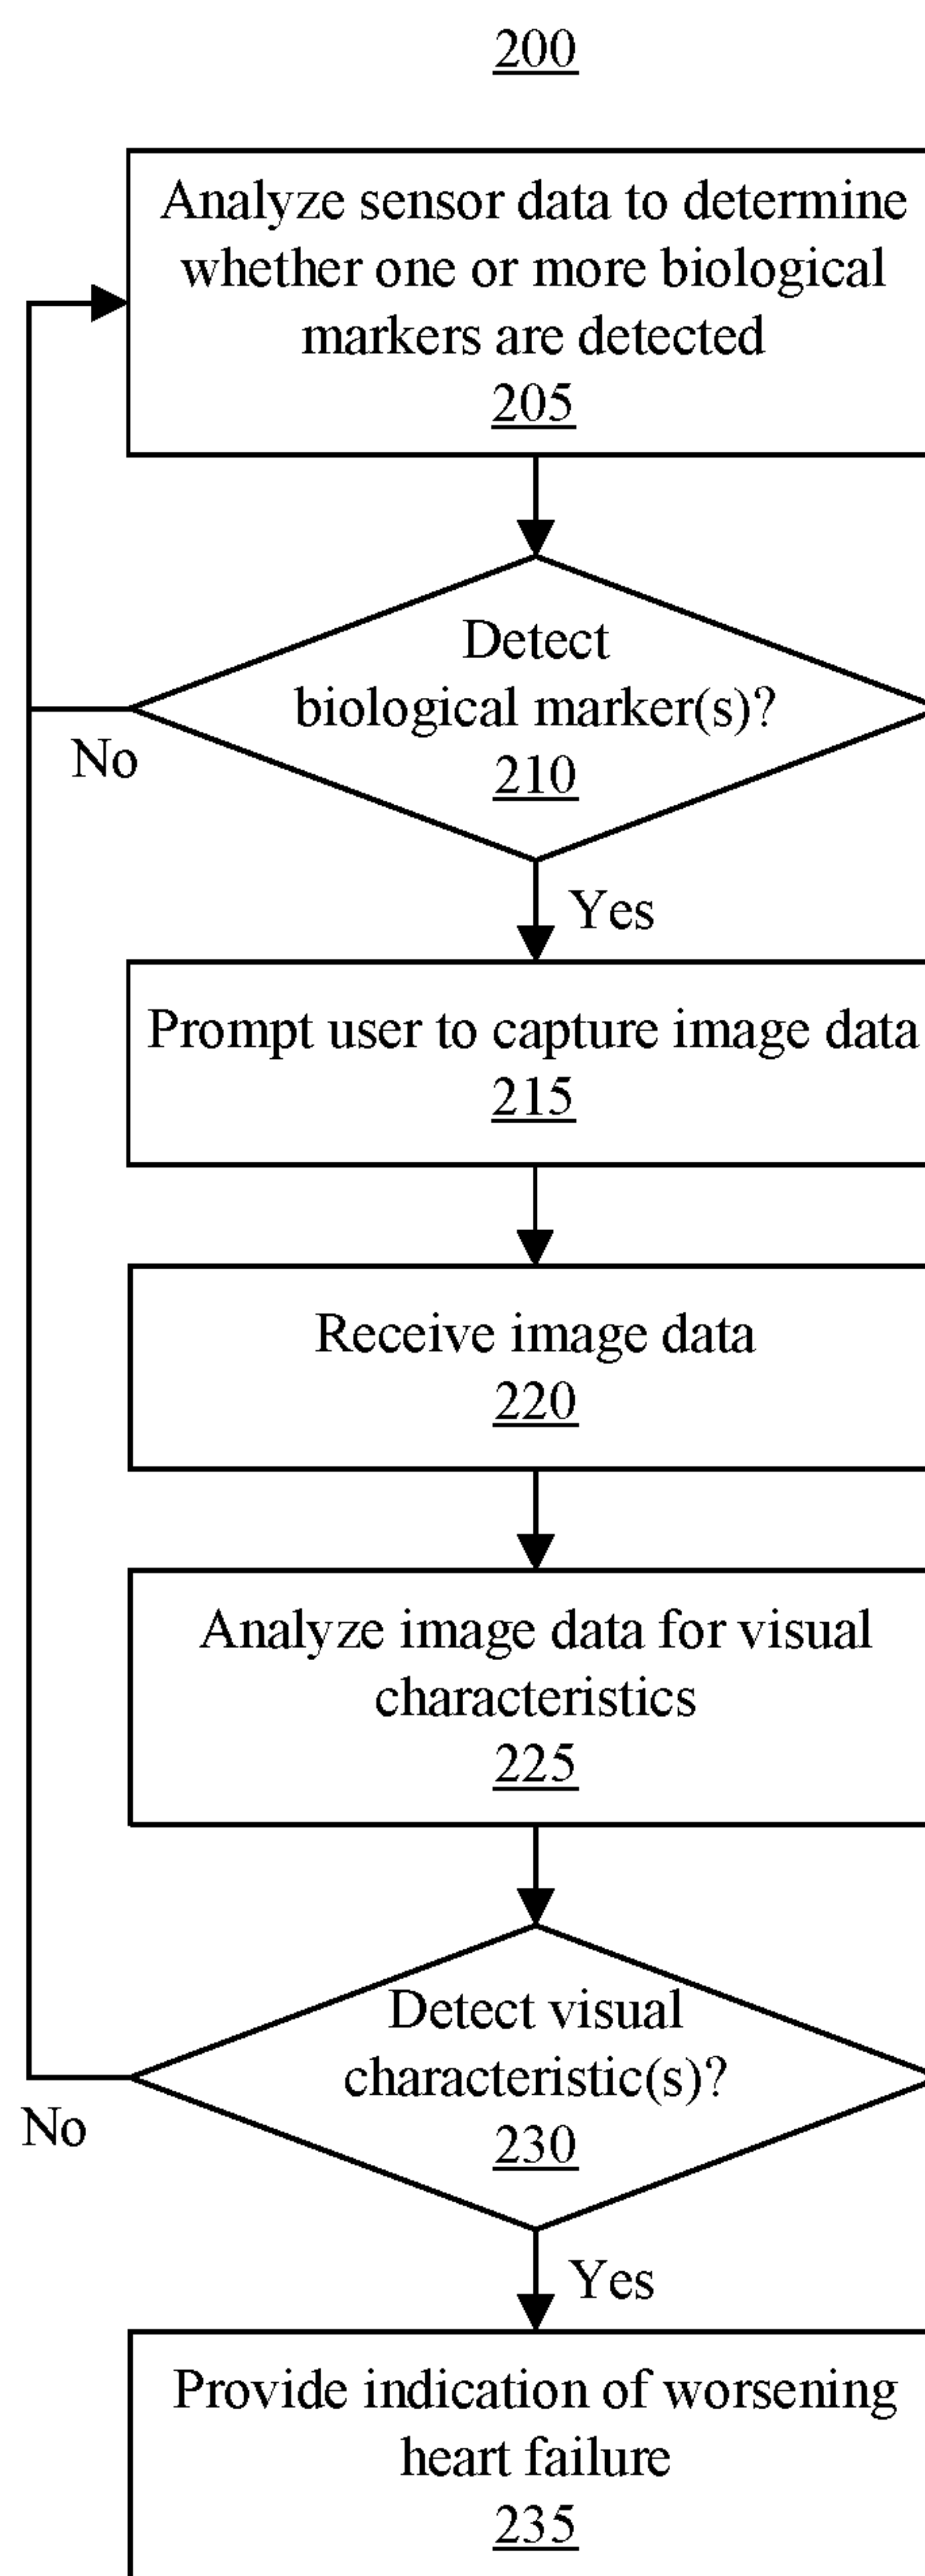 200
Analyze sensor data to determine
whether one or more biological
markers are detected
205
Detect
biological marker(s)?
210
No
Yes
Prompt user to capture image data
215
Receive image data
220
Analyze image data for visual
characteristics
225
Detect visual
characteristic(s)?
230
No
Yes
Provide indication of worsening
heart failure
235